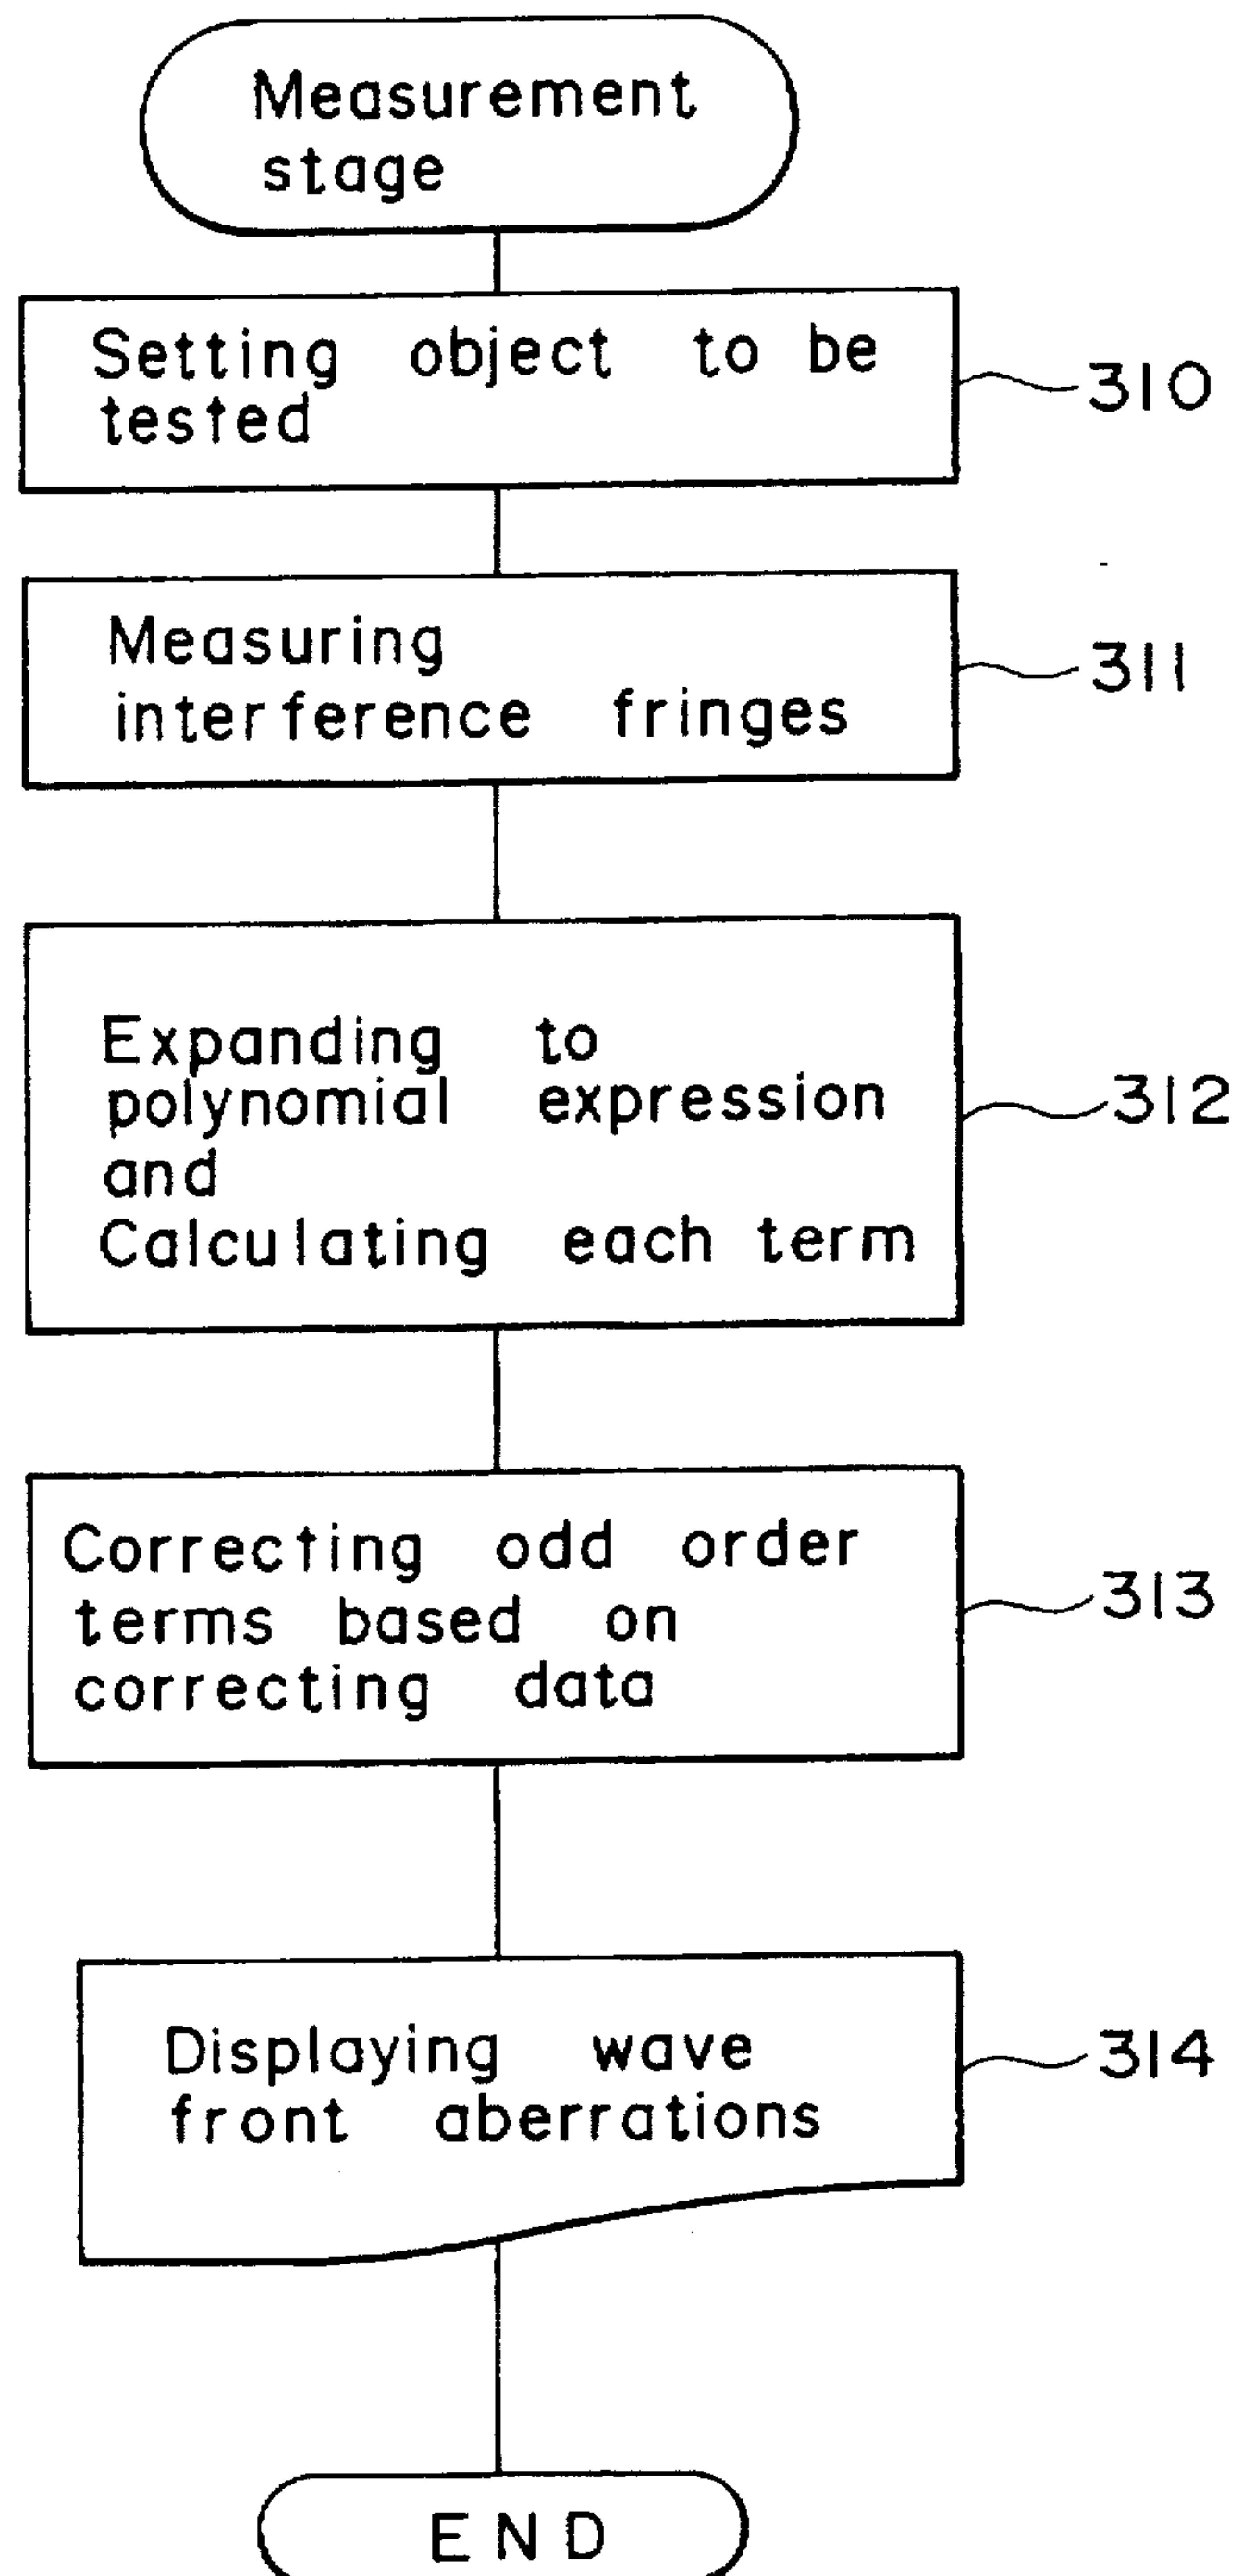 Measurement
stage
Setting object to be
tested
310
Measuring
interference fringes
311
Expanding to
polynomial expression
and
Calculating each term
312
Correcting odd order
terms based on
correcting data
313
Displaying wave
front aberrations
314
END